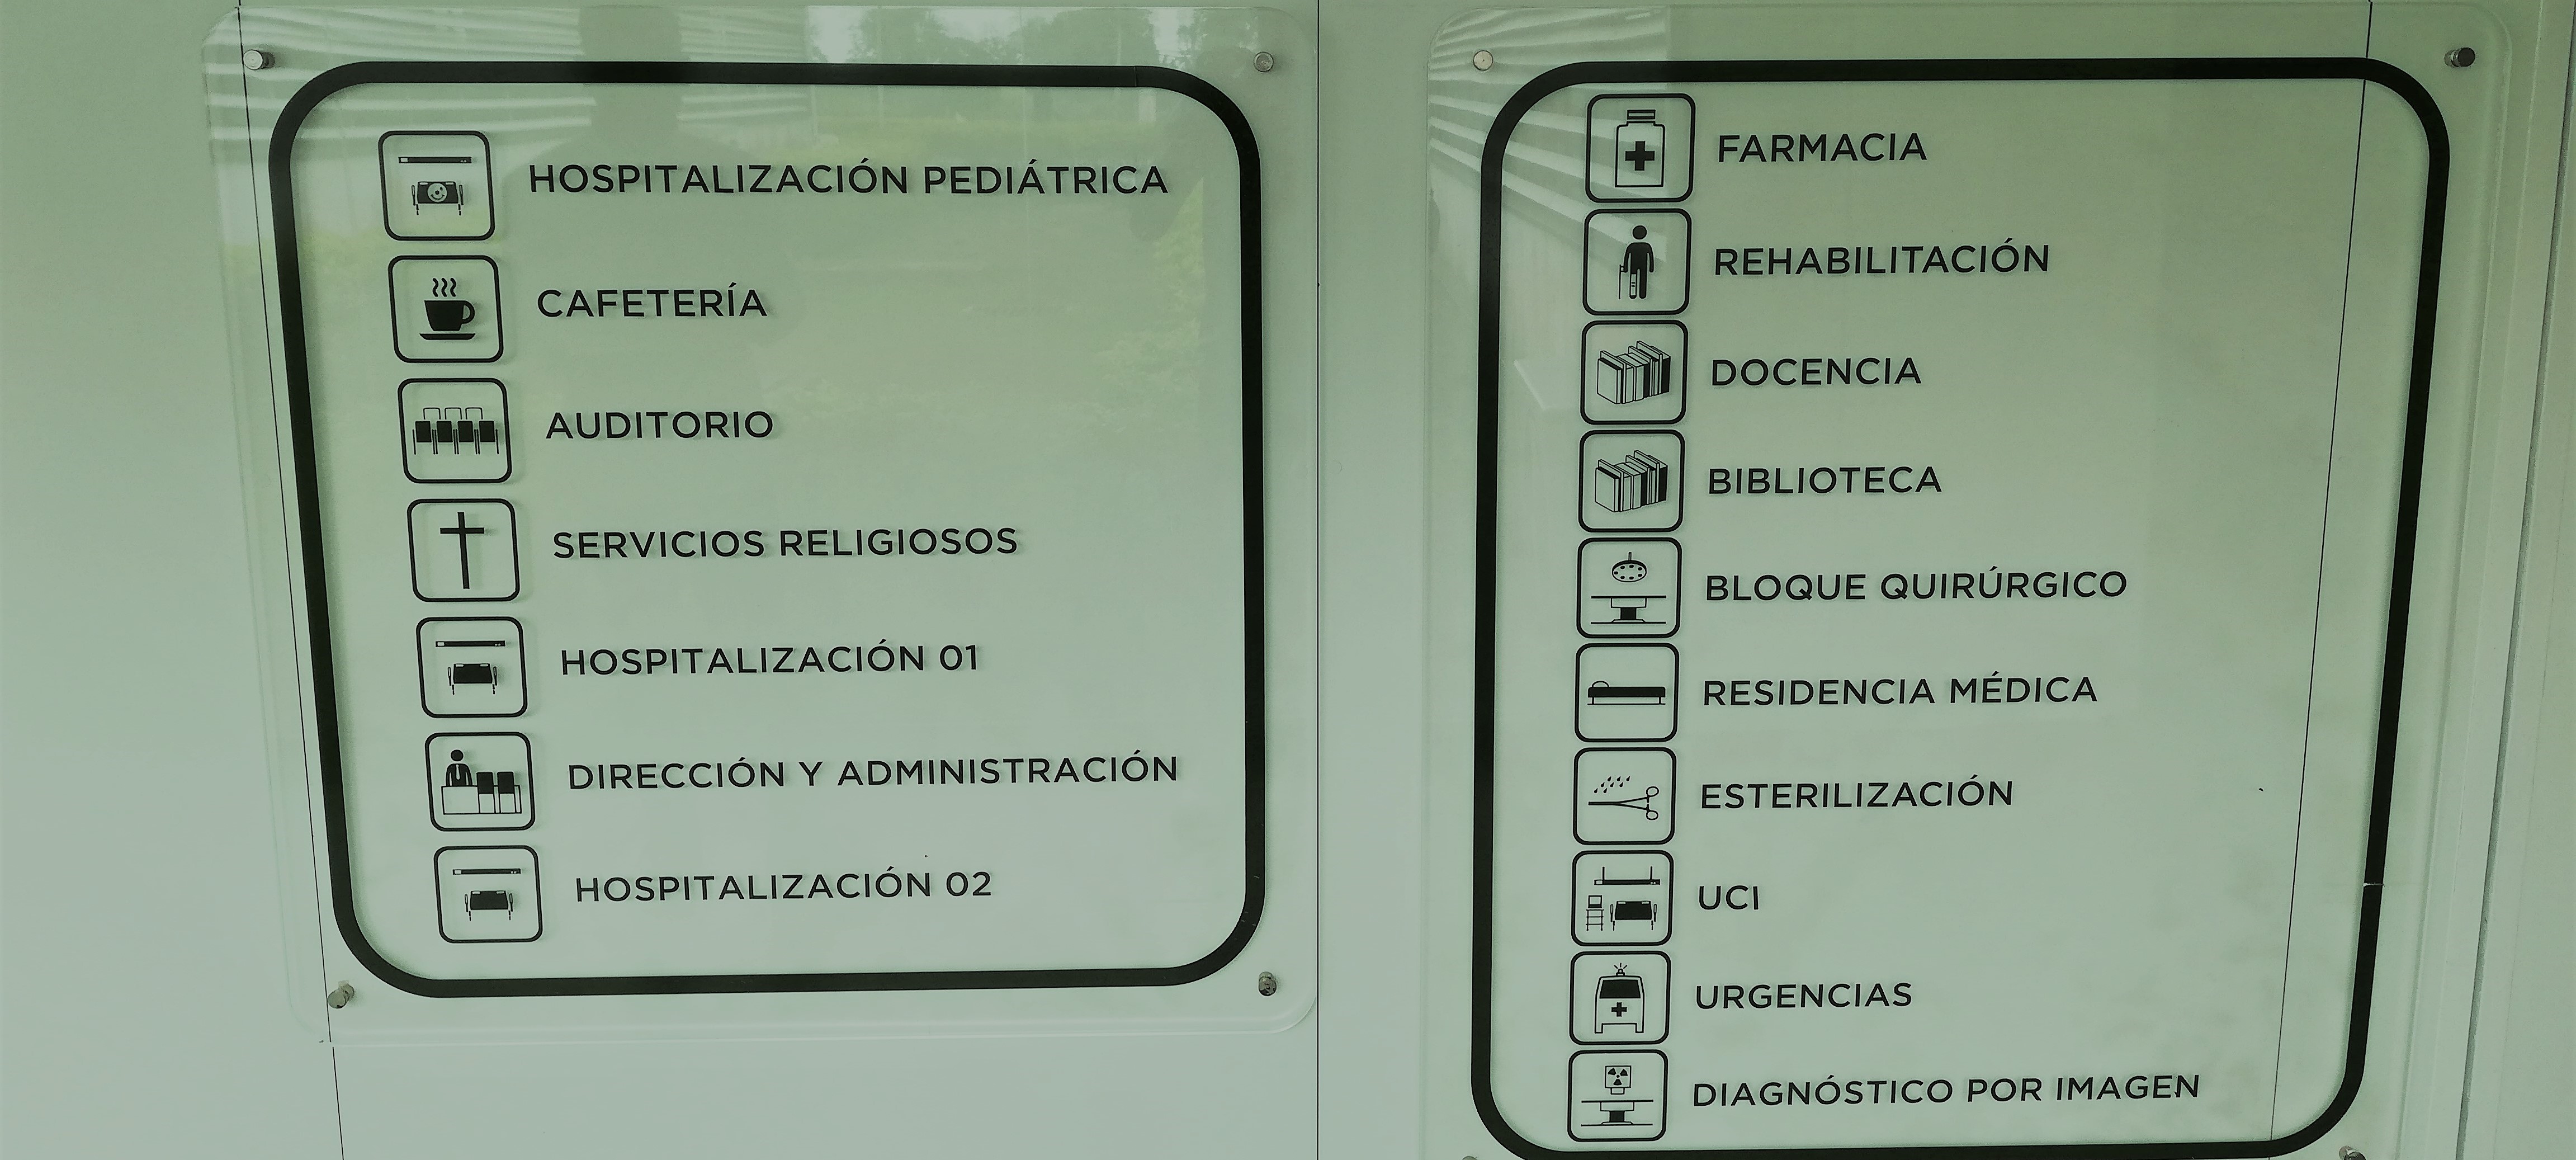 HOSPITALIZACIÓN PEDIÁTRICA
CAFETERÍA
AUDITORIO
SERVICIOS RELIGIOSOS
HOSPITALIZACIÓN 01
DIRECCIÓN Y ADMINISTRACIÓN
HOSPITALIZACIÓN 02
FARMACIA
REHABILITACIÓN
DOCENCIA
BIBLIOTECA
BLOQUE QUIRÚRGICO
RESIDENCIA MÉDICA
ESTERILIZACIÓN
UCI
URGENCIAS
DIAGNÓSTICO POR IMAGEN